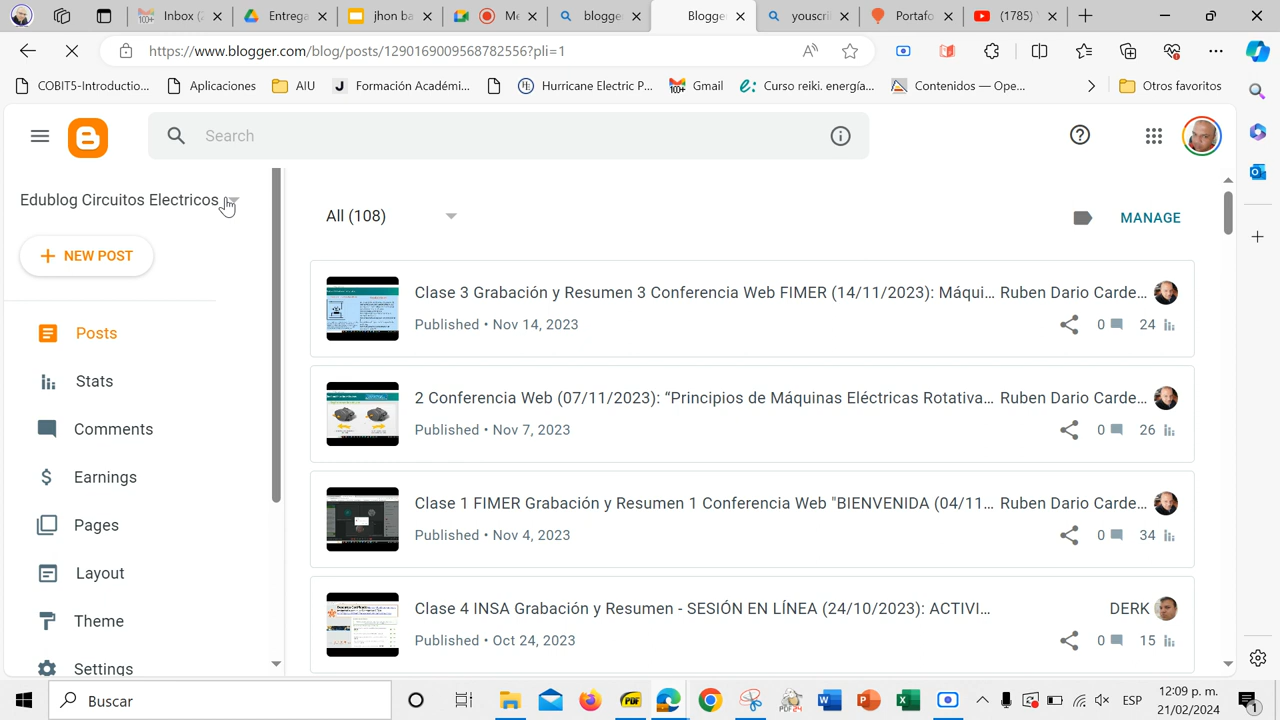 Inbox (
Entrega
jhon ba
Me
blogge
Blogge
youscri
Portafo
(1785)
https://www.blogger.com/blog/posts/1290169009568782556?pli=1
COBIT5-Introductio...
Aplicaciones
AIU
Formación Académi...
Hurricane Electric P...
Gmail
Curso reiki. energía...
Contenidos — Ope...
Otros favoritos
Search
Edublog Circuitos Electricos
All (108)
MANAGE
NEW POST
Clase 3 Grabación y Resumen 3 Conferencia Web FIMER (14/11/2023): Máqui... Ruben Dario Carde...
Published • Nov 14, 2023
0
24
Posts
Stats
2 Conferencia Web (07/11/2023): “Principios de Máquinas Eléctricas Rotativa... Ruben Dario Carde...
Published • Nov 7, 2023
0
26
Comments
Earnings
Clase 1 FIMER Grabación y Resumen 1 Conferencia Web "BIENVENIDA (04/11... Ruben Dario Carde...
Published • Nov 4, 2023
0
34
Pages
Layout
Clase 4 INSA Grabación y Resumen - SESIÓN EN LINEA (24/10/2023): ACTIVI... DERK
Published • Oct 24, 2023
0
15
Theme
Settings
Buscar
ESP
12:09 p. m.
21/02/2024